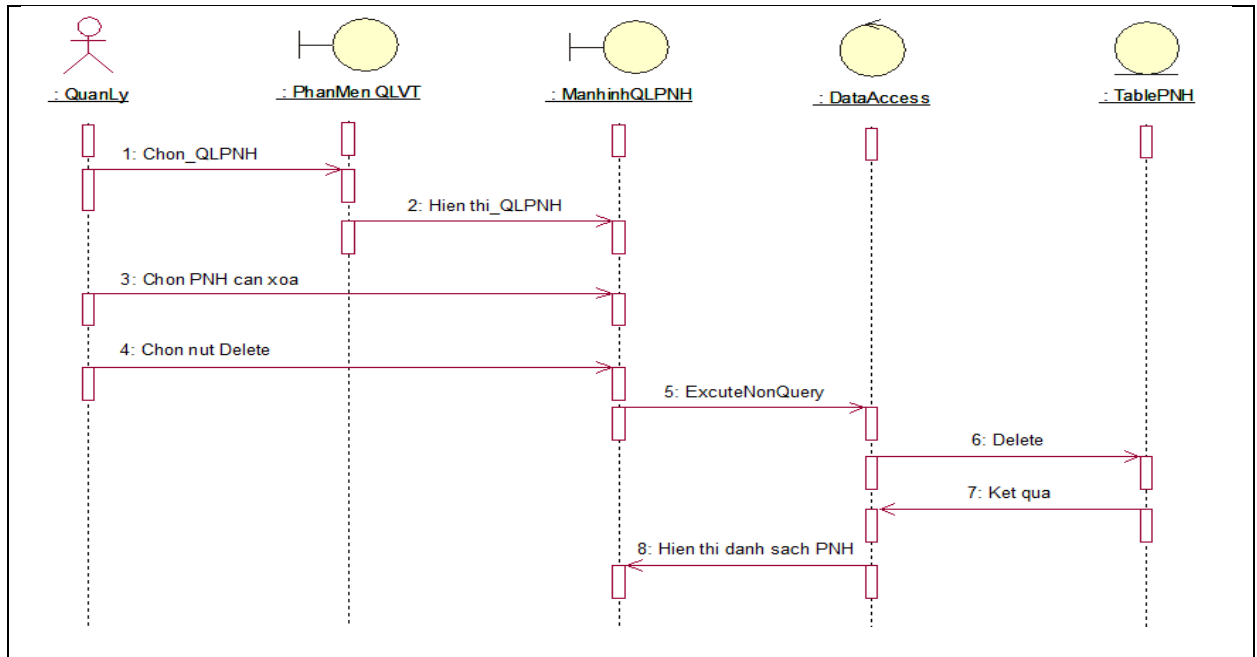 : QuanLy
: PhanMen QLVT
: ManhinhQLPNH
: DataAccess
: TablePNH
1: Chon_QLPNH
2: Hien thi_QLPNH
3: Chon PNH can xoa
4: Chon nut Delete
5: ExcuteNonQuery
6: Delete
7: Ket qua
8: Hien thi danh sach PNH